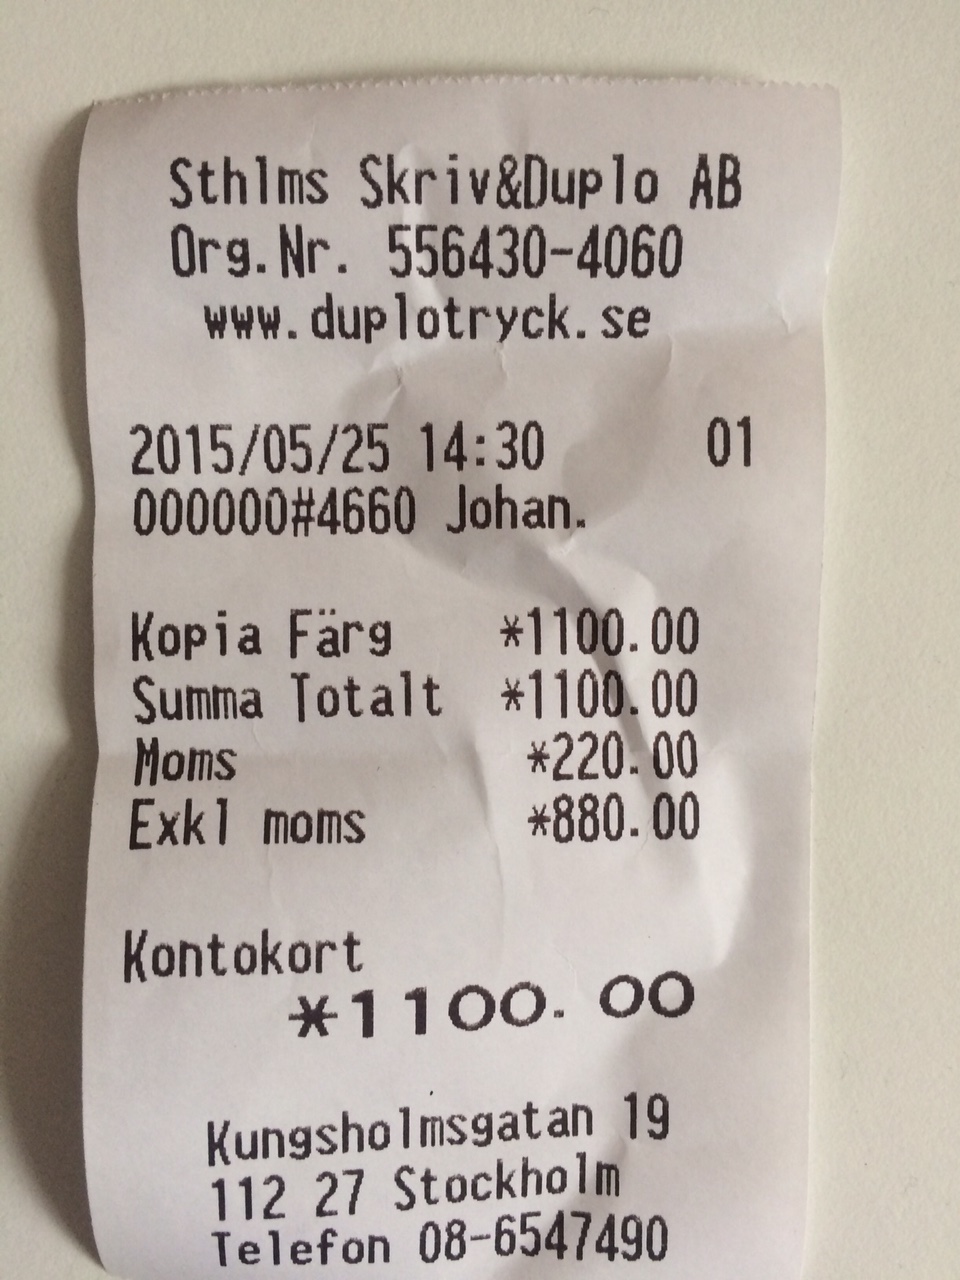 Sthlms Skriv&Duplo AB
Org.Nr. 556430-4060
www.duplotryck.se
2015/05/25 14:30 01
000000#4660 Johan.
Kopia Färg *1100.00
Summa Totalt *1100.00
Moms *220.00
Exkl moms *880.00
Kontokort
*1100.00
Kungsholmsgatan 19
112 27 Stockholm
Telefon 08-6547490